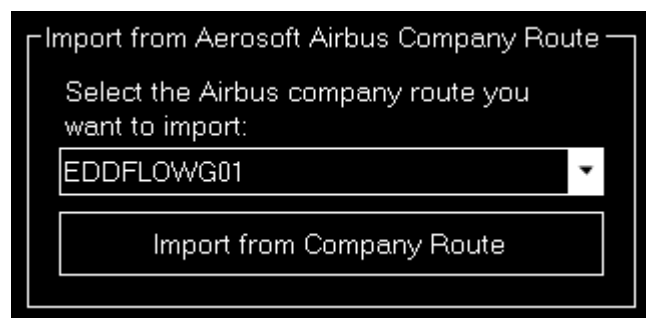 Import from Aerosoft Airbus Company Route
Select the Airbus company route you
want to import:
EDDFLOWG01
Import from Company Route